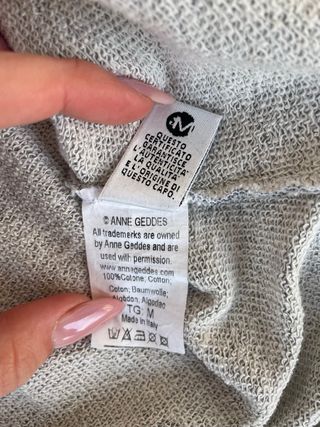 M
QUESTO
CERTIFICATO
GARANTISCE
L'AUTENTICITÀ
LA QUALITÀ
E L'ORIGINE DI
QUESTO CAPO.
© ANNE GEDDES
All trademarks are owned
by Anne Geddes and are
used with permission.
www.annegeddes.com
100%Cotone; Cotton;
Coton; Baumwolle;
Algodon; Algodao
TG: M
Made in Italy